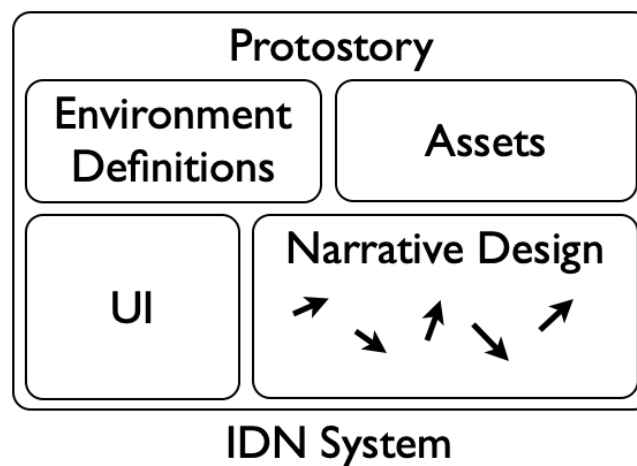 Protostory
Environment
Definitions
Assets
UI
Narrative Design
IDN System